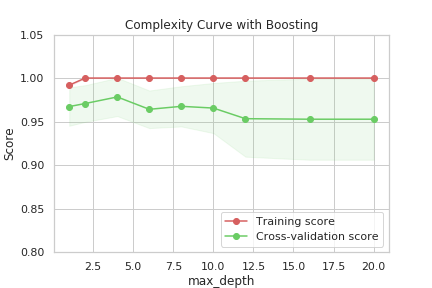 Complexity Curve with Boosting
1.05
1.00
0.95
0.90
0.85
0.80
Score
2.5 5.0 7.5 10.0 12.5 15.0 17.5 20.0
max_depth
Training score
Cross-validation score